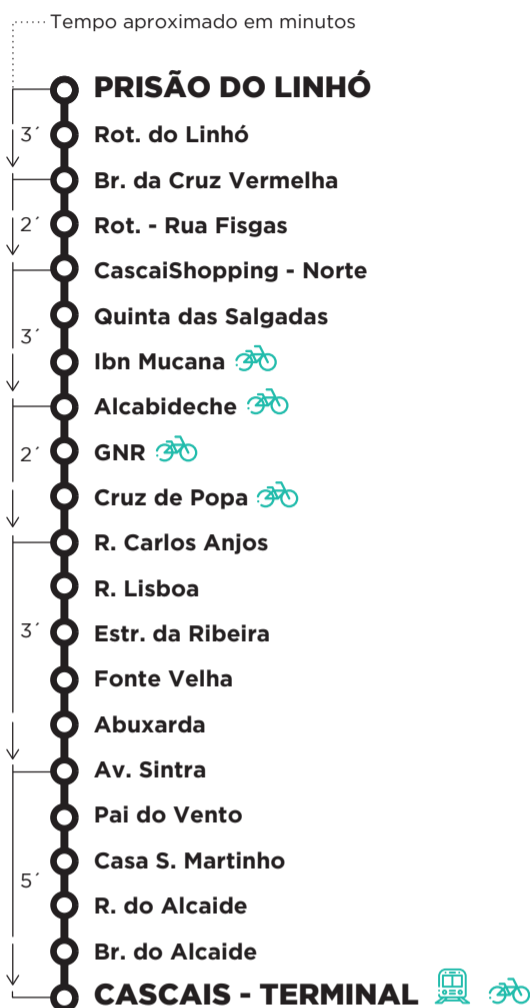 Tempo aproximado em minutos
PRISÃO DO LINHÓ
3´
Rot. do Linhó
Br. da Cruz Vermelha
2´
Rot. - Rua Fisgas
CascaiShopping - Norte
Quinta das Salgadas
3´
Ibn Mucana
Alcabideche
2´
GNR
Cruz de Popa
R. Carlos Anjos
R. Lisboa
3´
Estr. da Ribeira
Fonte Velha
Abuxarda
Av. Sintra
Pai do Vento
Casa S. Martinho
5´
R. do Alcaide
Br. do Alcaide
CASCAIS - TERMINAL